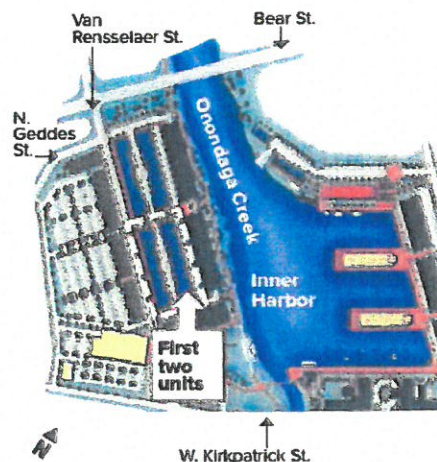 Van
Rensselaer St.
Bear St.
N.
Geddes
St.
Onondaga Creek
Inner
Harbor
First
two
units
N
W. Kirkpatrick St.